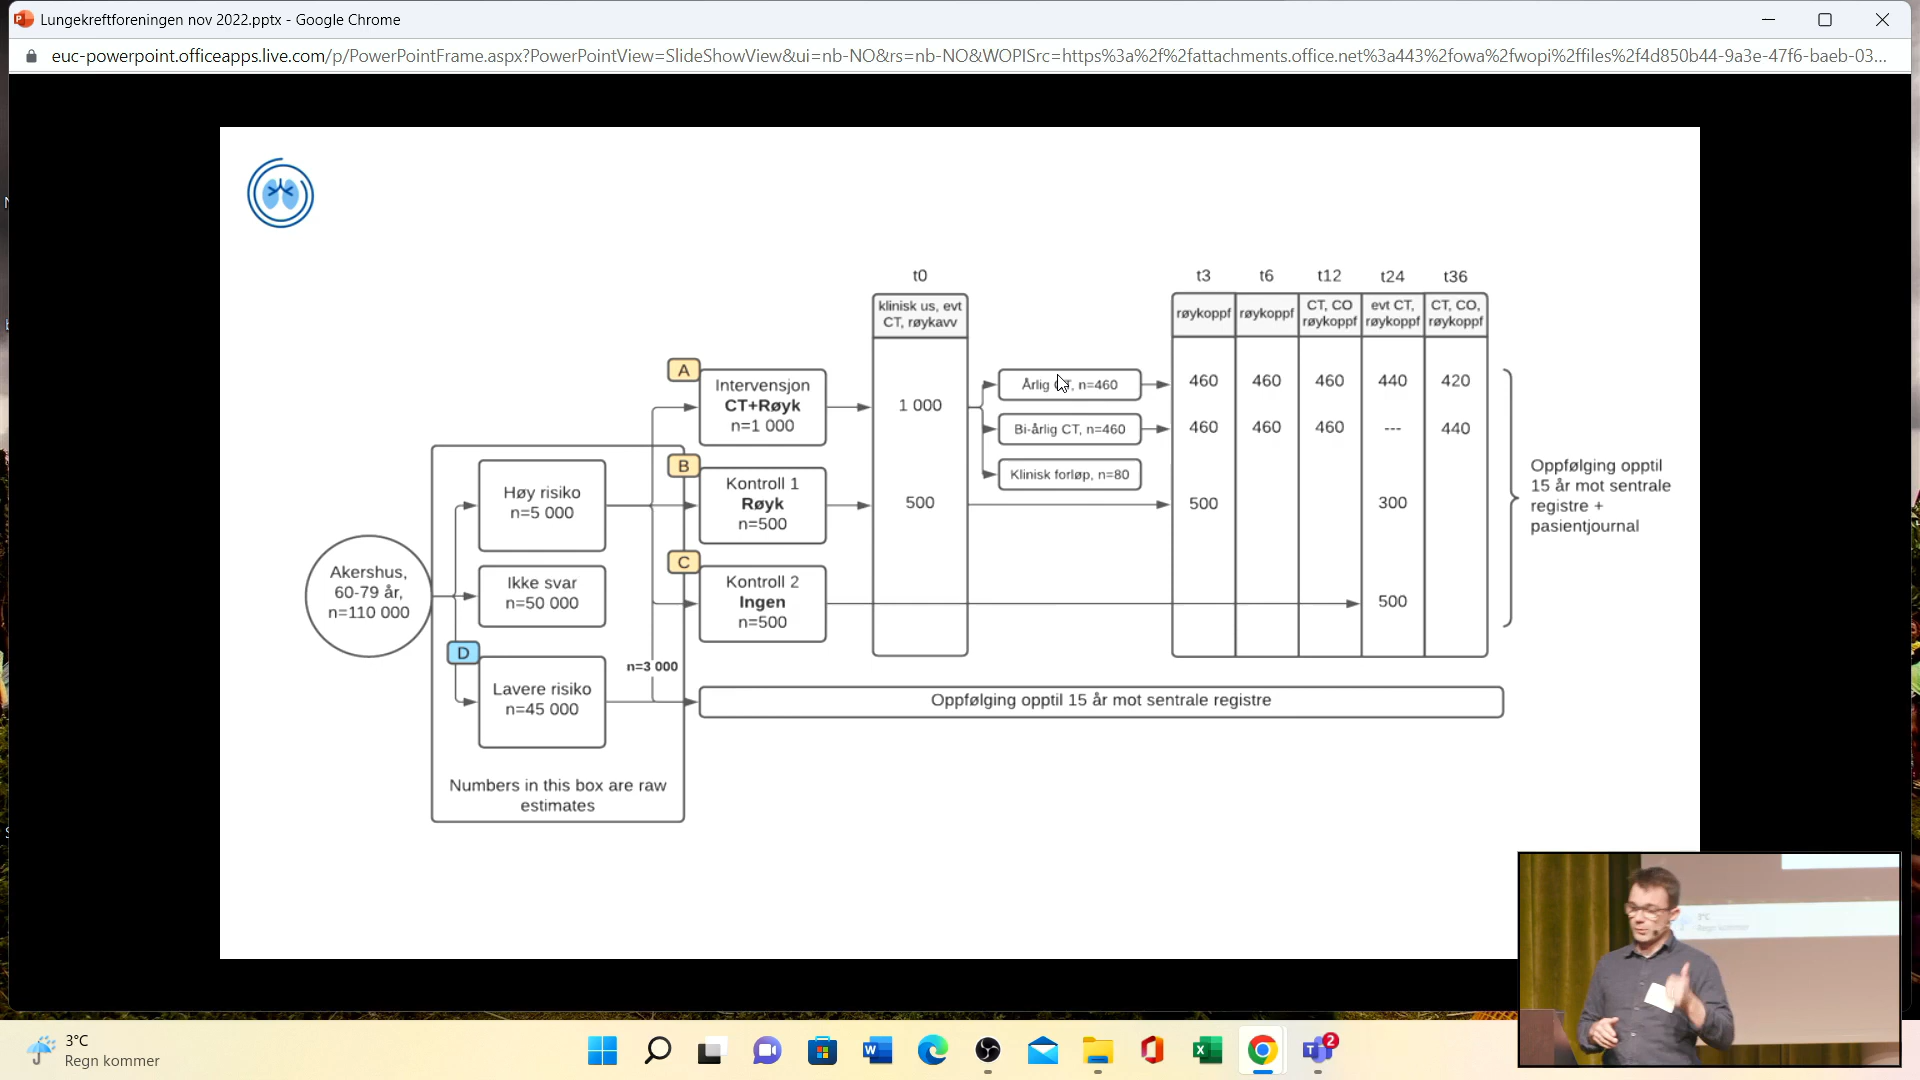 Lungekreftforeningen nov 2022.pptx - Google Chrome
euc-powerpoint.officeapps.live.com/p/PowerPointFrame.aspx?PowerPointView=SlideShowView&ui=nb-NO&rs=nb-NO&WOPISrc=https%3a%2f%2fattachments.office.net%3a443%2fowa%2fwopi%2ffiles%2f4d850b44-9a3e-47f6-baeb-03...
t0
t3
t6
t12
t24
t36
klinisk us, evt
CT, røykavv
røykoppf
røykoppf
CT, CO
røykoppf
evt CT,
røykoppf
CT, CO,
røykoppf
A
Intervensjon
CT+Røyk
n=1 000
1 000
Årlig CT, n=460
460
460
460
440
420
Bi-årlig CT, n=460
460
460
460
---
440
Klinisk forløp, n=80
B
Kontroll 1
Røyk
n=500
500
500
300
C
Kontroll 2
Ingen
n=500
500
Høy risiko
n=5 000
Akershus,
60-79 år,
n=110 000
Ikke svar
n=50 000
D
Lavere risiko
n=45 000
n=3 000
Oppfølging opptil 15 år mot sentrale registre
Oppfølging opptil
15 år mot sentrale
registre +
pasientjournal
Numbers in this box are raw
estimates
3°C
Regn kommer
3°C
Regn kommer
2